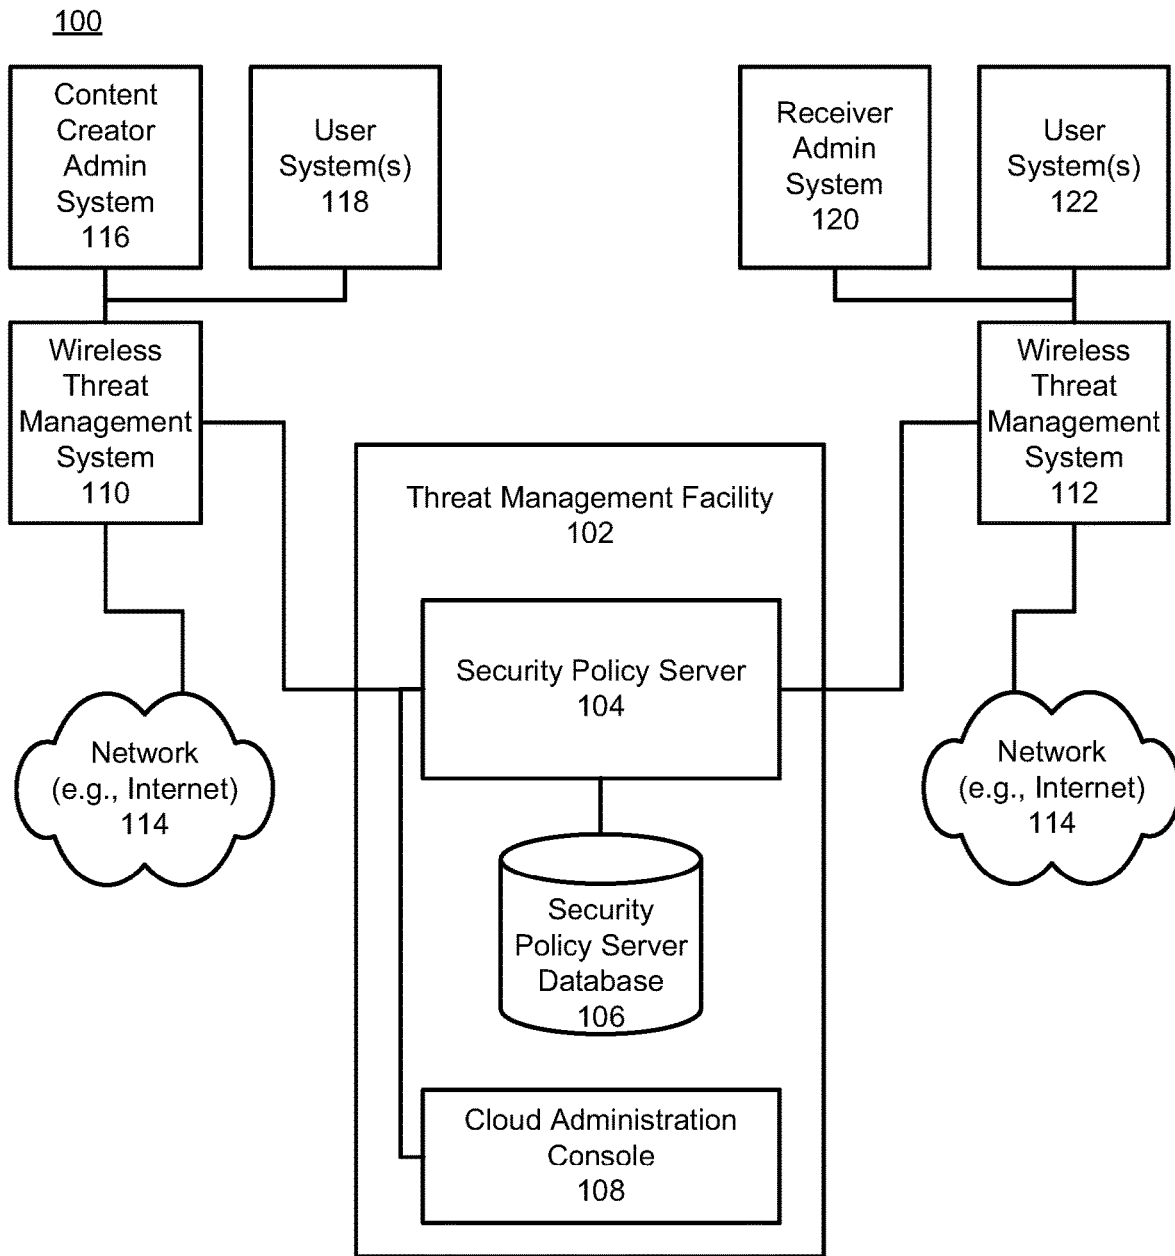 100
Content
Creator
Admin
System
116
User
System(s)
118
Receiver
Admin
System
120
User
System(s)
122
Wireless
Threat
Management
System
110
Wireless
Threat
Management
System
112
Threat Management Facility
102
Security Policy Server
104
Network
(e.g., Internet)
114
Network
(e.g., Internet)
114
Security
Policy Server
Database
106
Cloud Administration
Console
108